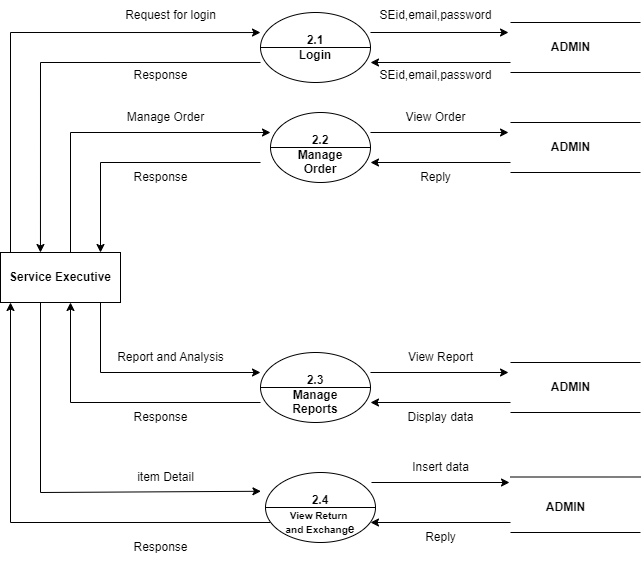 Request for login
SEid,email,password
2.1
Login
ADMIN
Response
SEid,email,password
Manage Order
View Order
2.2
Manage
Order
ADMIN
Response
Reply
Service Executive
Report and Analysis
View Report
2.3
Manage
Reports
ADMIN
Response
Display data
item Detail
Insert data
2.4
View Return
and Exchange
ADMIN
Response
Reply